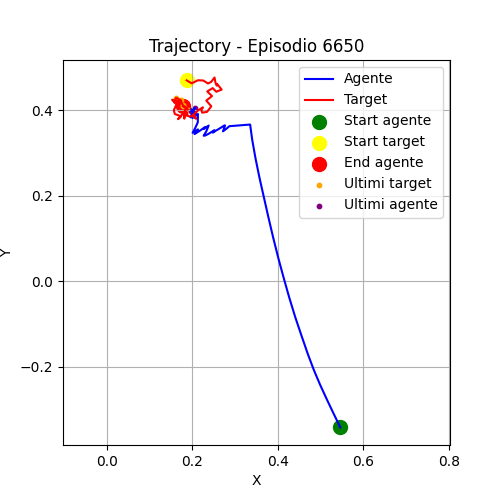 Trajectory - Episodio 6650
Agente
Target
Start agente
Start target
End agente
Ultimi target
Ultimi agente
Y
0.4
0.2
0.0
−0.2
0.0
0.2
0.4
0.6
0.8
X